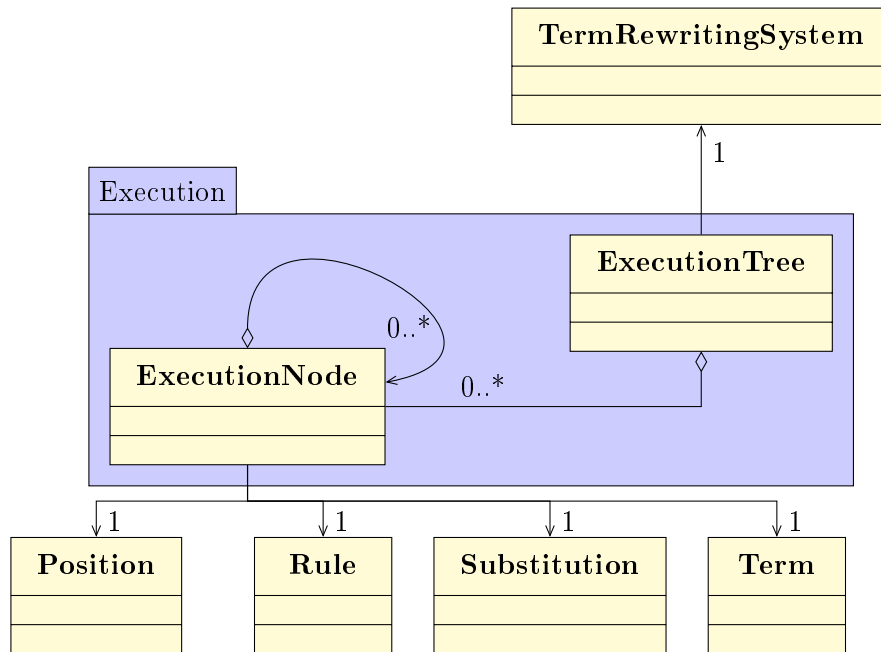 TermRewritingSystem
1
Execution
ExecutionTree
0..*
ExecutionNode
0..*
1
1
1
1
Position
Rule
Substitution
Term